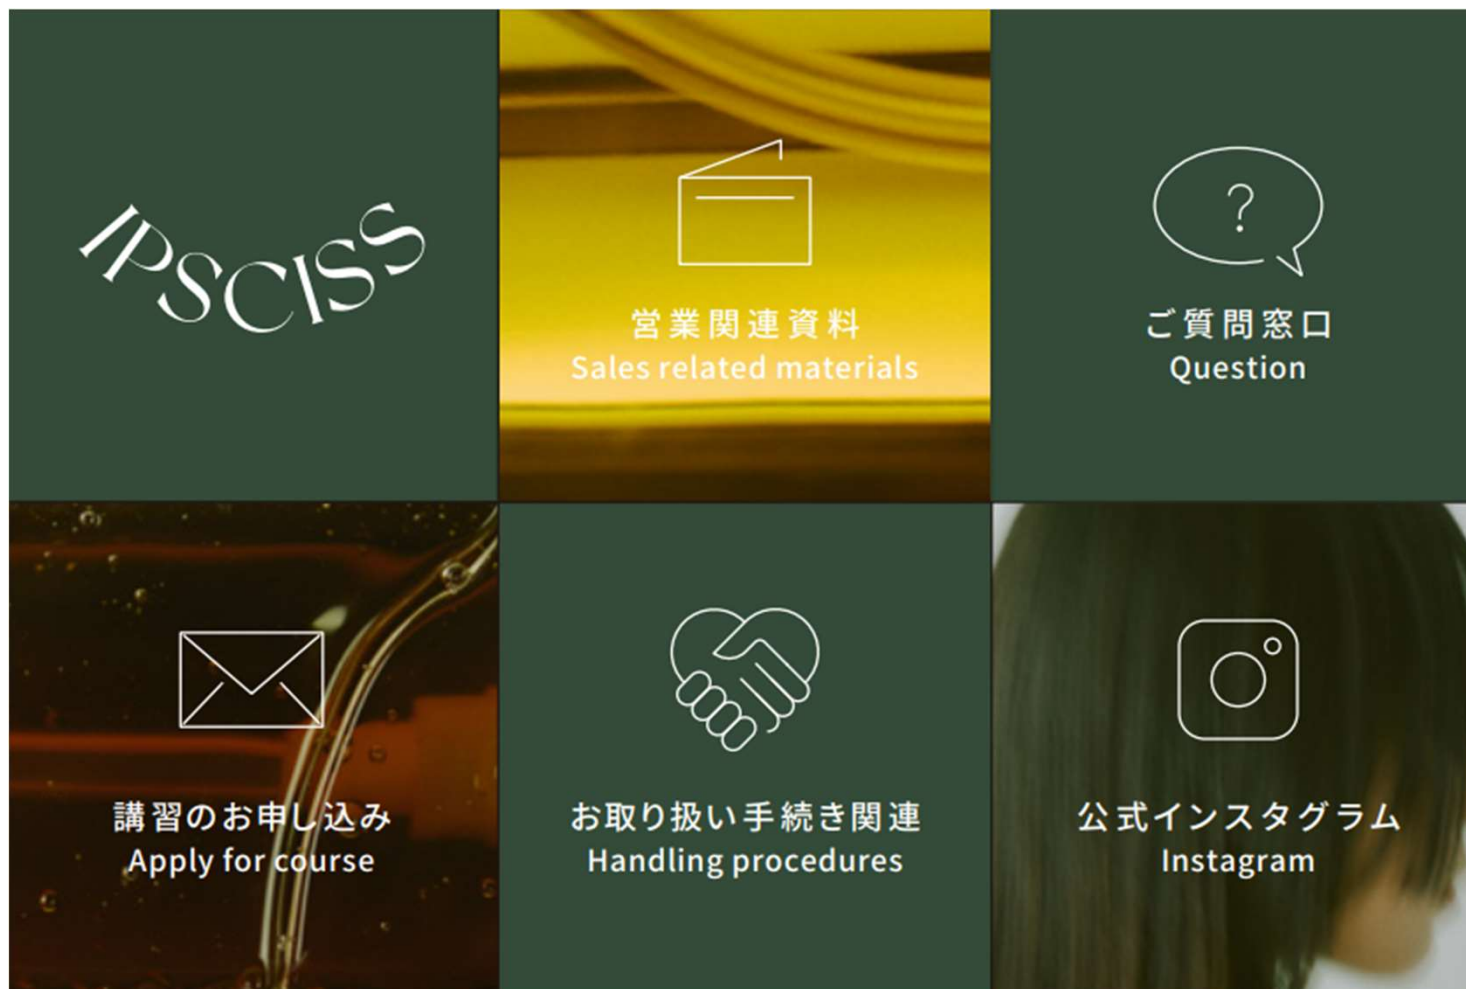 IPSCISS
営業関連資料
Sales related materials
?
ご質問窓口
Question
講習のお申し込み
Apply for course
お取り扱い手続き関連
Handling procedures
公式インスタグラム
Instagram